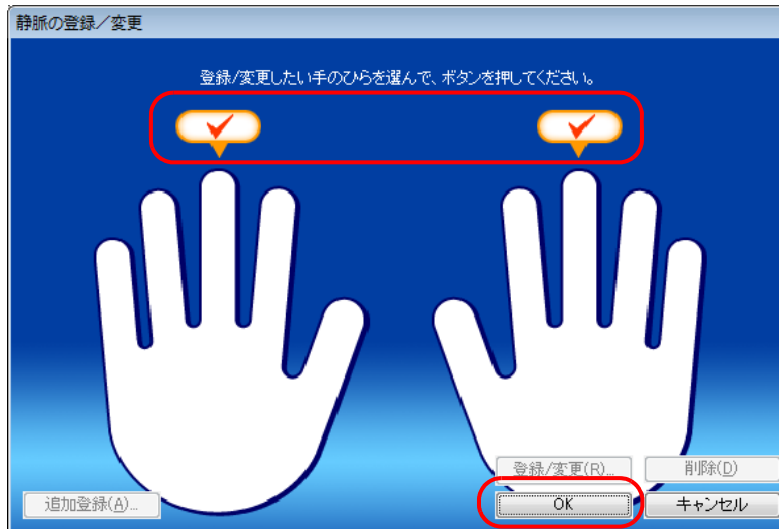 静脈の登録／変更
登録/変更したい手のひらを選んで、ボタンを押してください。
登録/変更(R)...
削除(D)
追加登録(A)...
OK
キャンセル